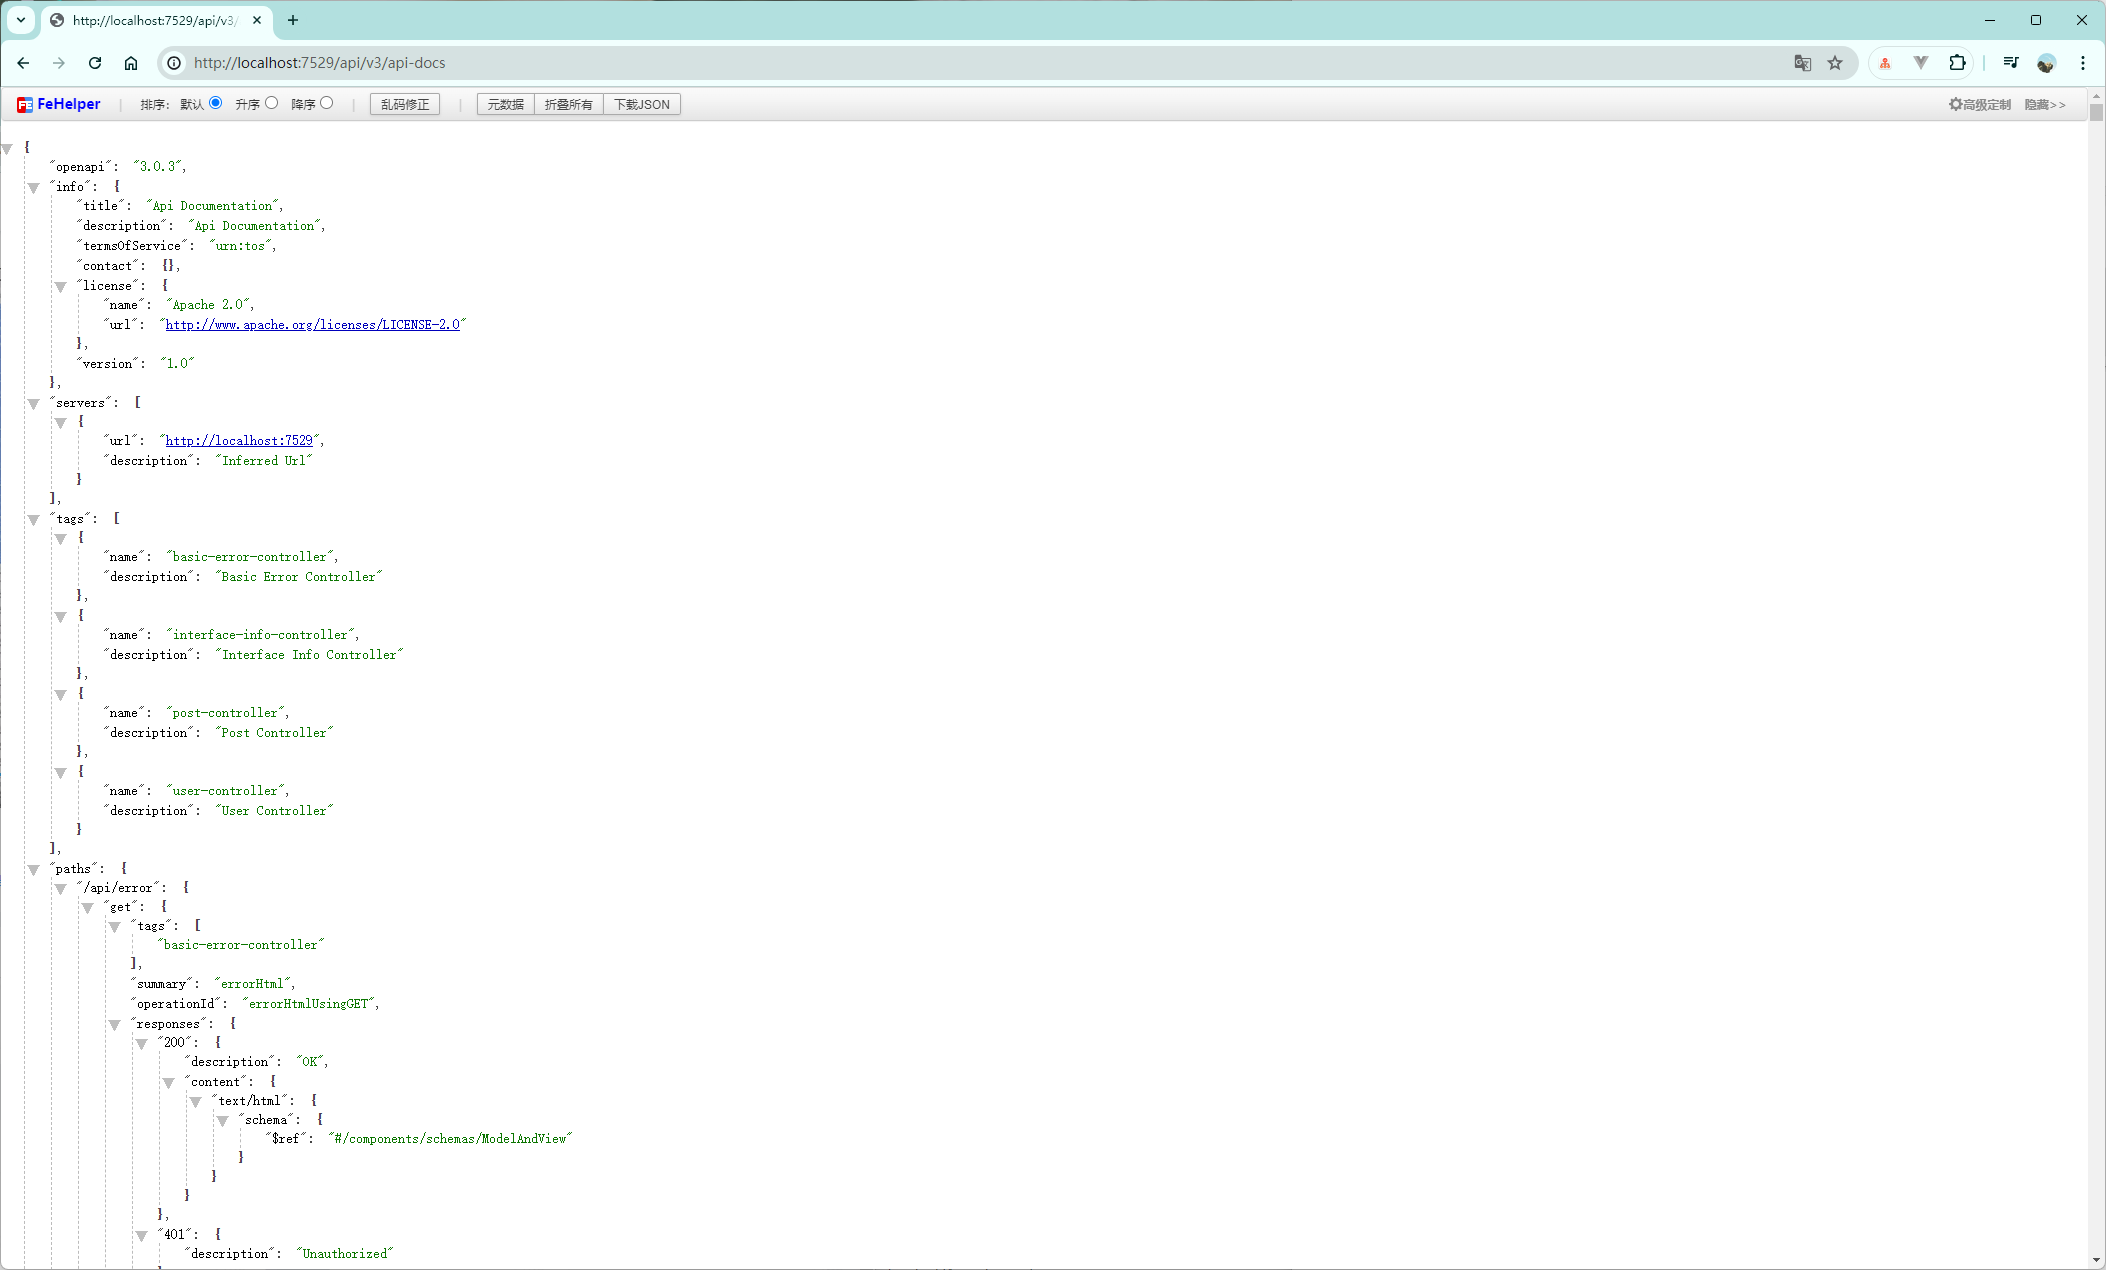 http://localhost:7529/api/v3/
http://localhost:7529/api/v3/api-docs
FeHelper | 排序: 默认 升序 降序 | 乱码修正 | 元数据 折叠所有 下载JSON 高级定制 隐藏>>
{
"openapi": "3.0.3",
"info": {
"title": "Api Documentation",
"description": "Api Documentation",
"termsOfService": "urn:tos",
"contact": {},
"license": {
"name": "Apache 2.0",
"url": "http://www.apache.org/licenses/LICENSE-2.0"
},
"version": "1.0"
},
"servers": [
{
"url": "http://localhost:7529",
"description": "Inferred Url"
}
],
"tags": [
{
"name": "basic-error-controller",
"description": "Basic Error Controller"
},
{
"name": "interface-info-controller",
"description": "Interface Info Controller"
},
{
"name": "post-controller",
"description": "Post Controller"
},
{
"name": "user-controller",
"description": "User Controller"
}
],
"paths": {
"/api/error": {
"get": {
"tags": [
"basic-error-controller"
],
"summary": "errorHtml",
"operationId": "errorHtmlUsingGET",
"responses": {
"200": {
"description": "OK",
"content": {
"text/html": {
"schema": {
"$ref": "#/components/schemas/ModelAndView"
}
}
}
},
"401": {
"description": "Unauthorized"